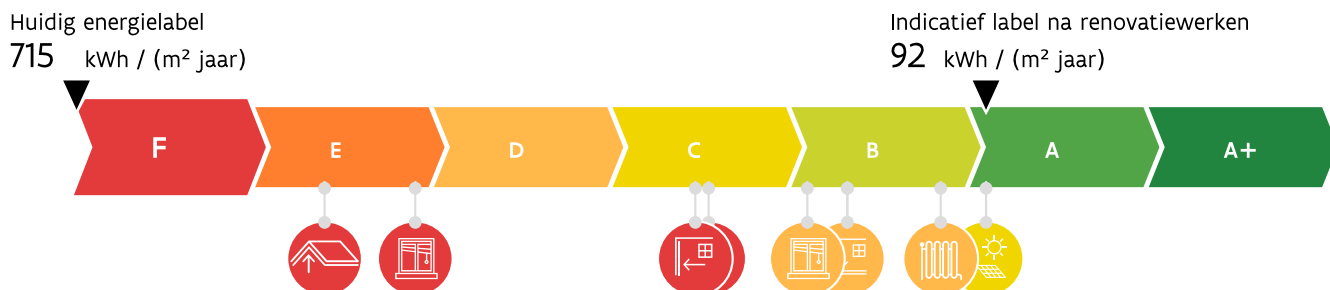 Huidig energielabel
715 kWh / (m² jaar)
Indicatief label na renovatiewerken
92 kWh / (m² jaar)
F
E
D
C
B
A
A+